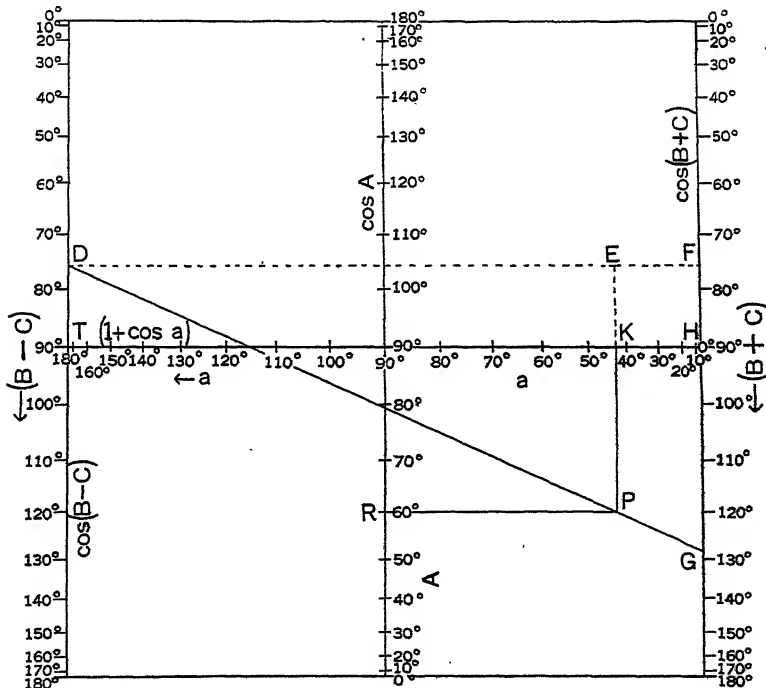 0° 180° 0°
10° 170° 10°
20° 160° 20°
30° 150° 30°
40° 140° 40°
50° 130° 50°
cos(B+C)
60° cos A 120° 60°
70° 110° 70°
D E F
80° 100° 80°
T (1+cos a) K H
90° 90° 90°
180° 160° 150° 140° 130° 120° 110° 100° 90° 80° 70° 60° 50° 40° 30° 20° 10° 0°
←(B−C) ←a a ←(B+C)
100° 80° 100°
110° 70° 110°
cos(B−C)
120° R 60° P 120°
G
130° 50° 130°
A
140° 40° 140°
150° 30° 150°
160° 20° 160°
170° 10° 170°
180° 0° 180°